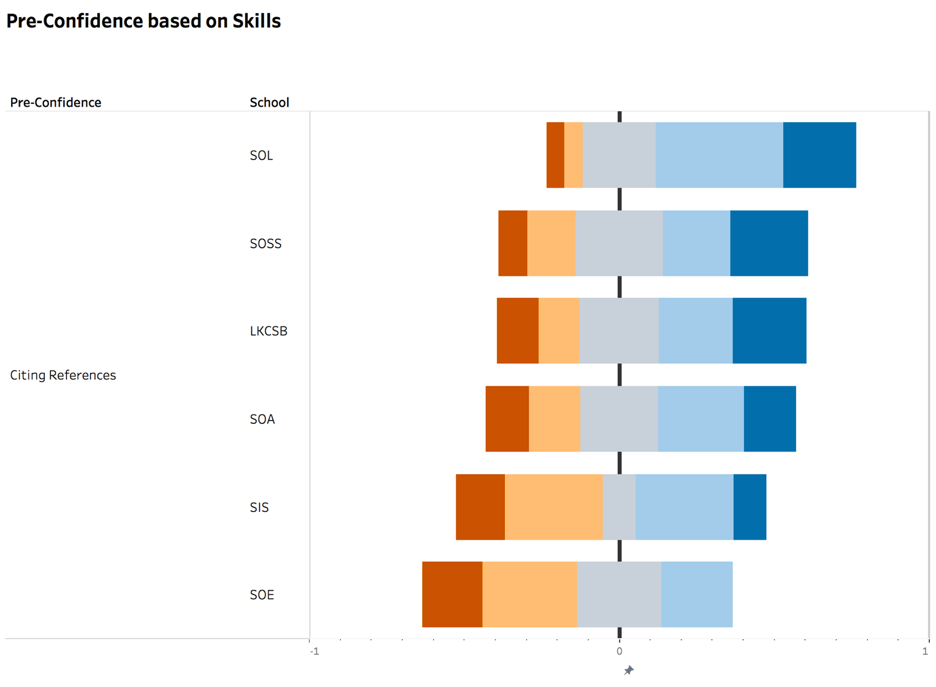 Pre-Confidence based on Skills
Pre-Confidence School
SOL
SOSS
LKCSB
Citing References
SOA
SIS
SOE
-1 0 1